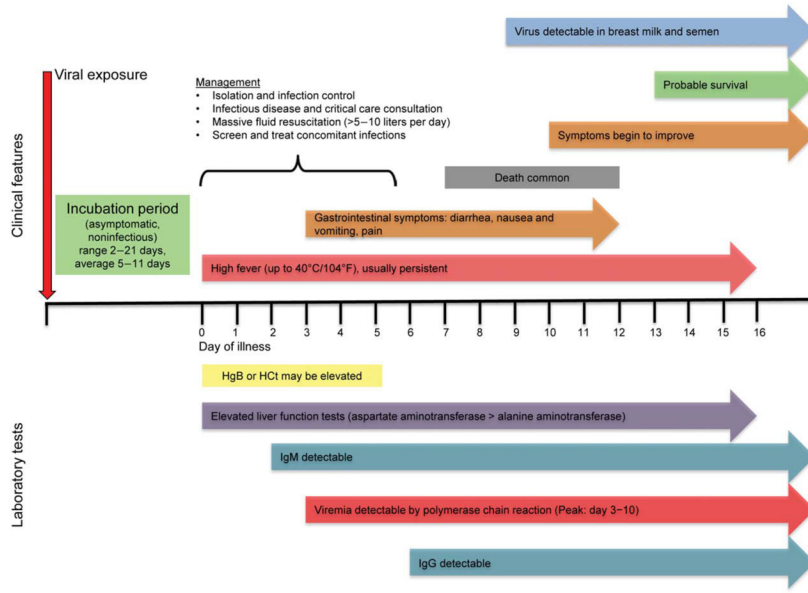 Virus detectable in breast milk and semen
Viral exposure
Probable survival
Management
• Isolation and infection control
• Infectious disease and critical care consultation
• Massive fluid resuscitation (>5–10 liters per day)
• Screen and treat concomitant infections
Symptoms begin to improve
Death common
Clinical features
Incubation period
(asymptomatic,
noninfectious)
range 2–21 days,
average 5–11 days
Gastrointestinal symptoms: diarrhea, nausea and
vomiting, pain
High fever (up to 40°C/104°F), usually persistent
0 1 2 3 4 5 6 7 8 9 10 11 12 13 14 15 16
Day of illness
HgB or HCt may be elevated
Elevated liver function tests (aspartate aminotransferase > alanine aminotransferase)
Laboratory tests
IgM detectable
Viremia detectable by polymerase chain reaction (Peak: day 3–10)
IgG detectable